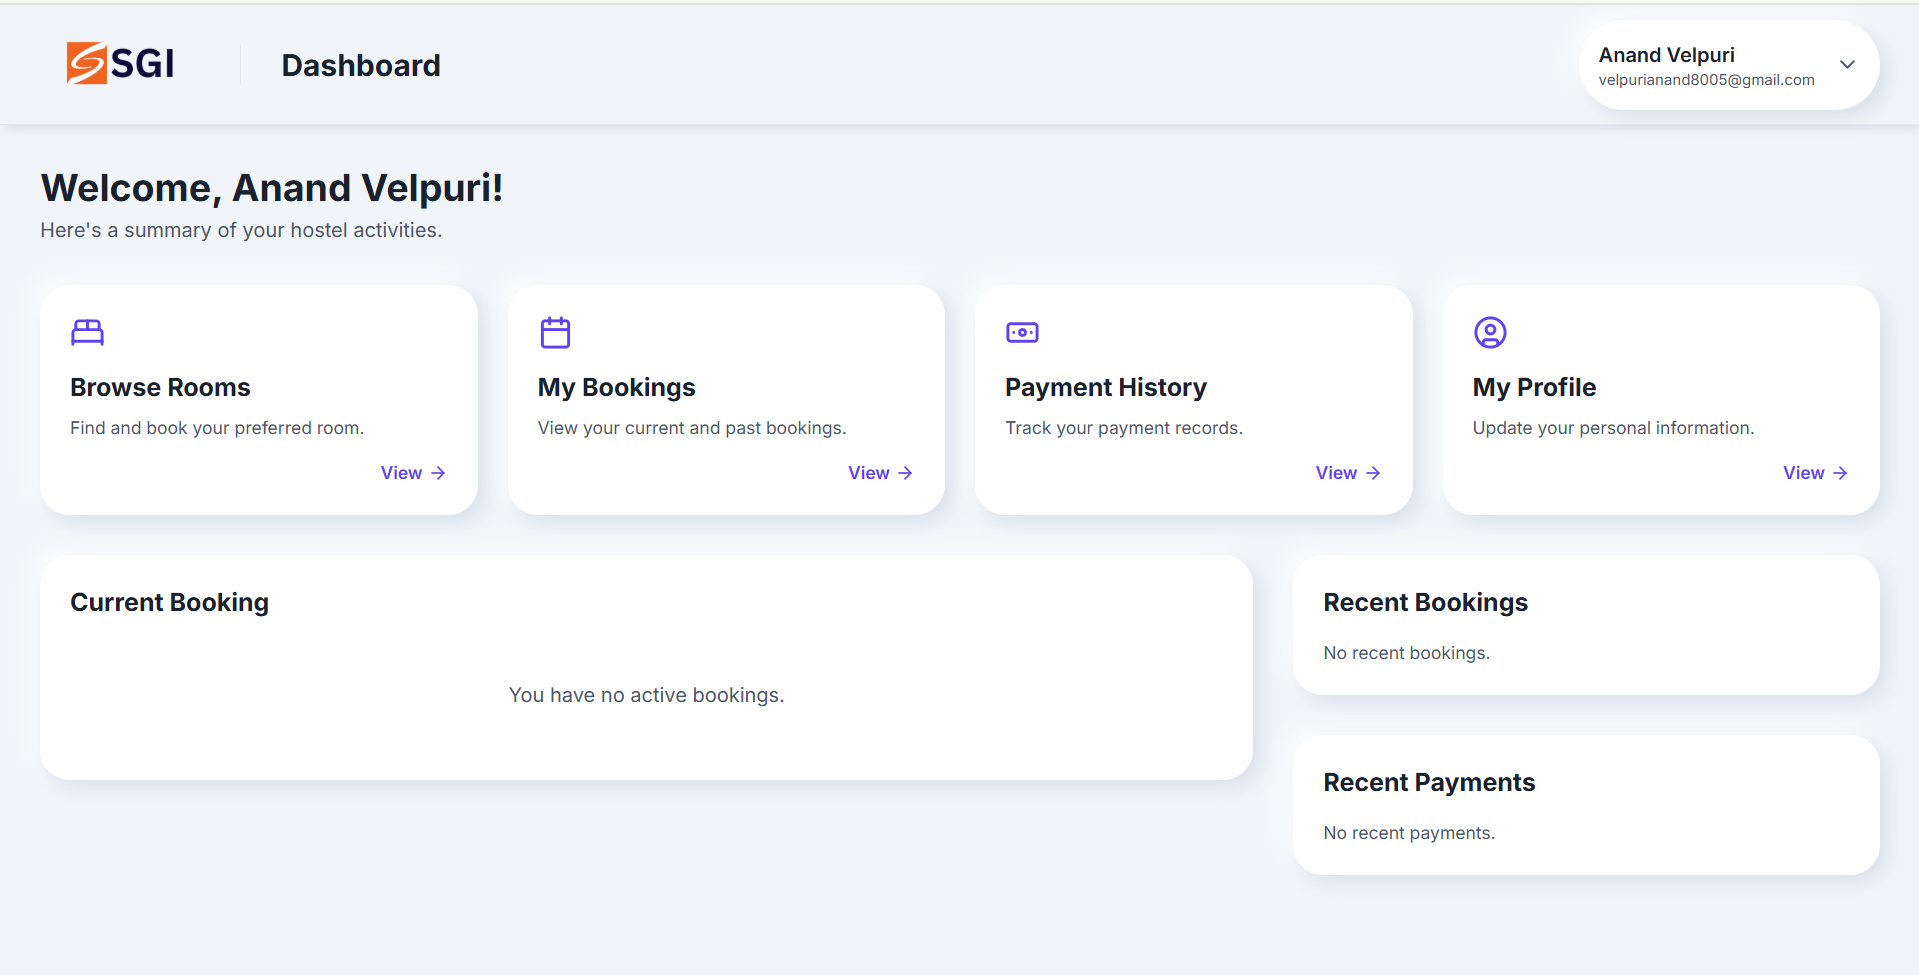 SGI
Dashboard
Anand Velpuri
velpurianand8005@gmail.com
Welcome, Anand Velpuri!
Here's a summary of your hostel activities.
Browse Rooms
Find and book your preferred room.
View →
My Bookings
View your current and past bookings.
View →
Payment History
Track your payment records.
View →
My Profile
Update your personal information.
View →
Current Booking
You have no active bookings.
Recent Bookings
No recent bookings.
Recent Payments
No recent payments.